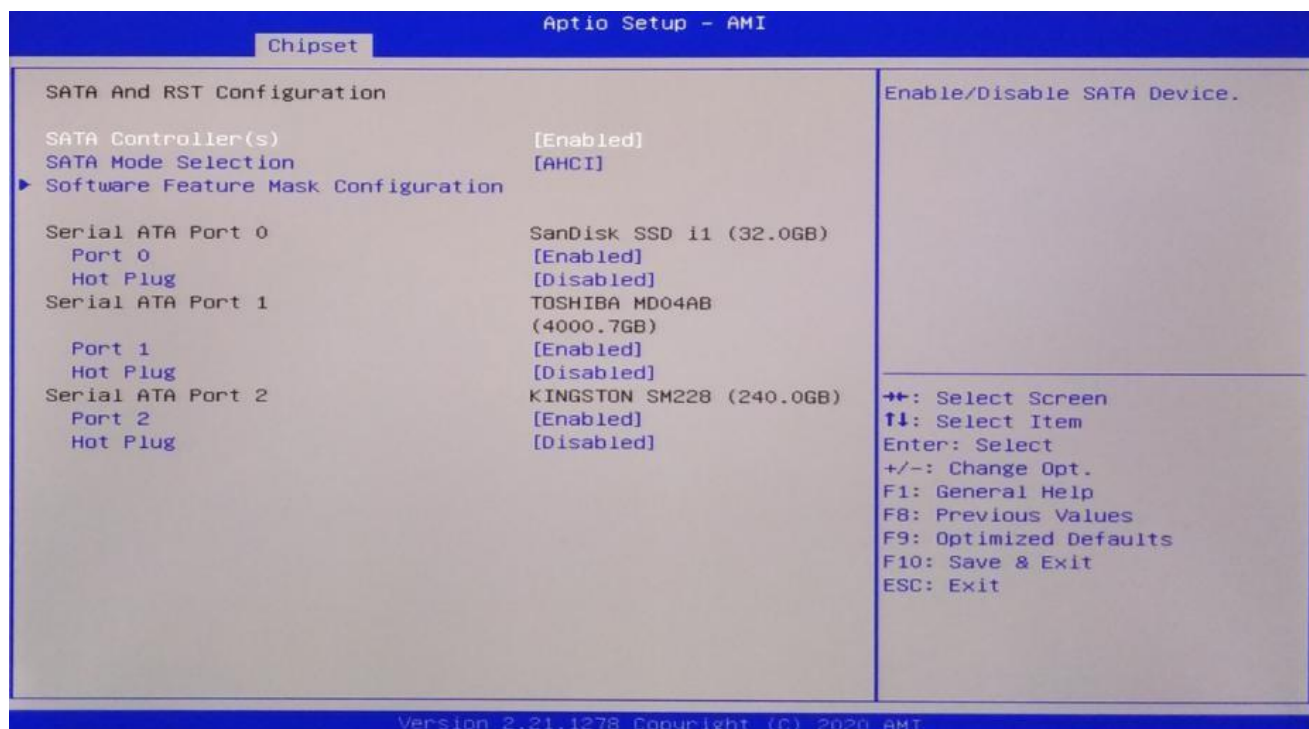 Aptio Setup – AMI
Chipset
SATA And RST Configuration
SATA Controller(s) [Enabled]
SATA Mode Selection [AHCI]
▶ Software Feature Mask Configuration
Serial ATA Port 0 SanDisk SSD i1 (32.0GB)
Port 0 [Enabled]
Hot Plug [Disabled]
Serial ATA Port 1 TOSHIBA MD04AB
(4000.7GB)
Port 1 [Enabled]
Hot Plug [Disabled]
Serial ATA Port 2 KINGSTON SM228 (240.0GB)
Port 2 [Enabled]
Hot Plug [Disabled]
Enable/Disable SATA Device.
→←: Select Screen
↑↓: Select Item
Enter: Select
+/-: Change Opt.
F1: General Help
F8: Previous Values
F9: Optimized Defaults
F10: Save & Exit
ESC: Exit
Version 2.21.1278 Copyright (C) 2020 AMI